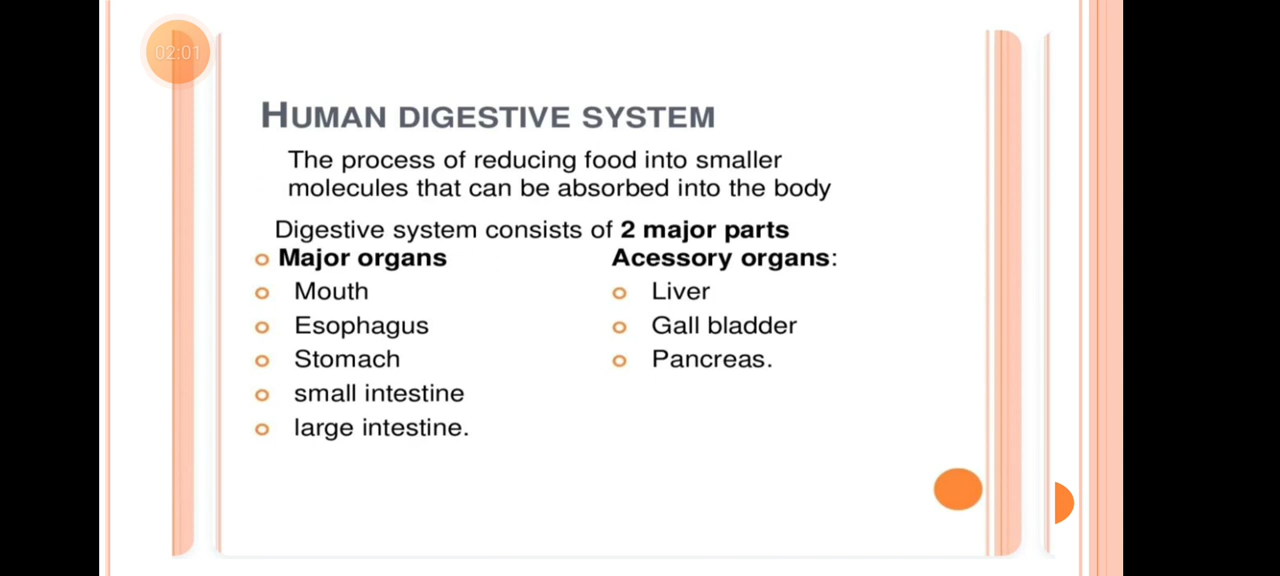 02:01
HUMAN DIGESTIVE SYSTEM
The process of reducing food into smaller
molecules that can be absorbed into the body
Digestive system consists of 2 major parts
Major organs
Mouth
Esophagus
Stomach
small intestine
large intestine.
Acessory organs:
Liver
Gall bladder
Pancreas.